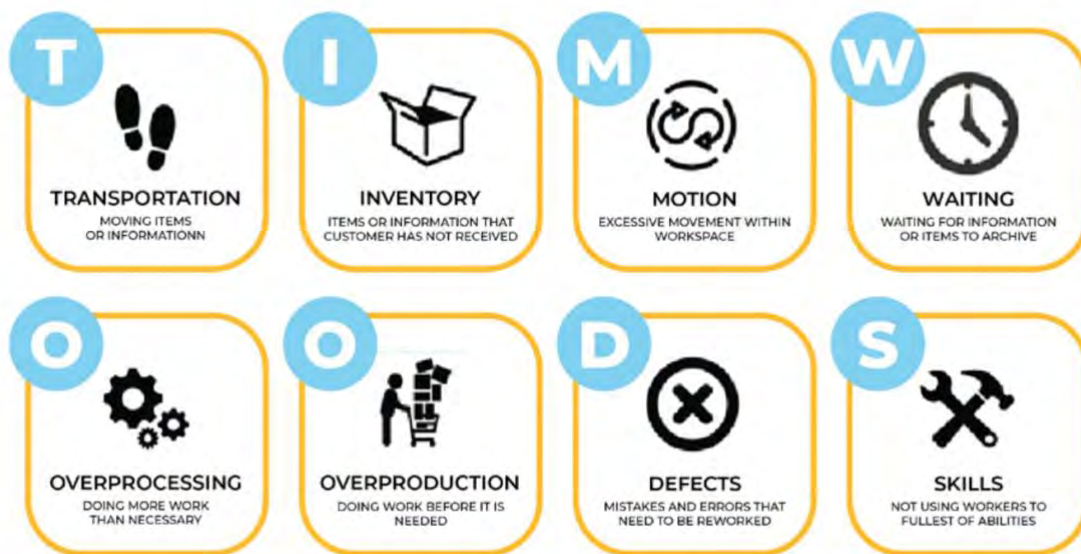 T
TRANSPORTATION
MOVING ITEMS
OR INFORMATIONN
I
INVENTORY
ITEMS OR INFORMATION THAT
CUSTOMER HAS NOT RECEIVED
M
MOTION
EXCESSIVE MOVEMENT WITHIN
WORKSPACE
W
WAITING
WAITING FOR INFORMATION
OR ITEMS TO ARCHIVE
O
OVERPROCESSING
DOING MORE WORK
THAN NECESSARY
O
OVERPRODUCTION
DOING WORK BEFORE IT IS
NEEDED
D
DEFECTS
MISTAKES AND ERRORS THAT
NEED TO BE REWORKED
S
SKILLS
NOT USING WORKERS TO
FULLEST OF ABILITIES